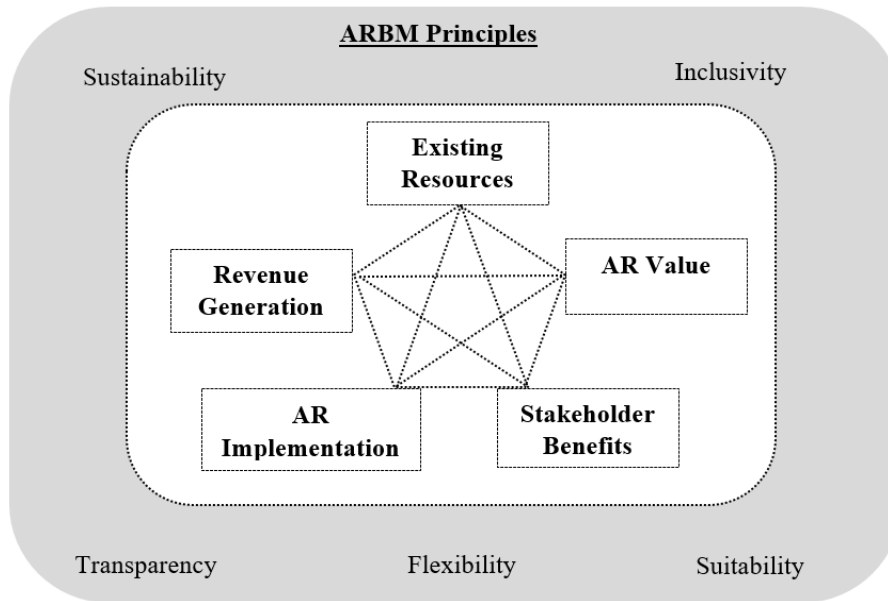 ARBM Principles
Sustainability
Inclusivity
Existing
Resources
Revenue
Generation
AR Value
AR
Implementation
Stakeholder
Benefits
Transparency
Flexibility
Suitability